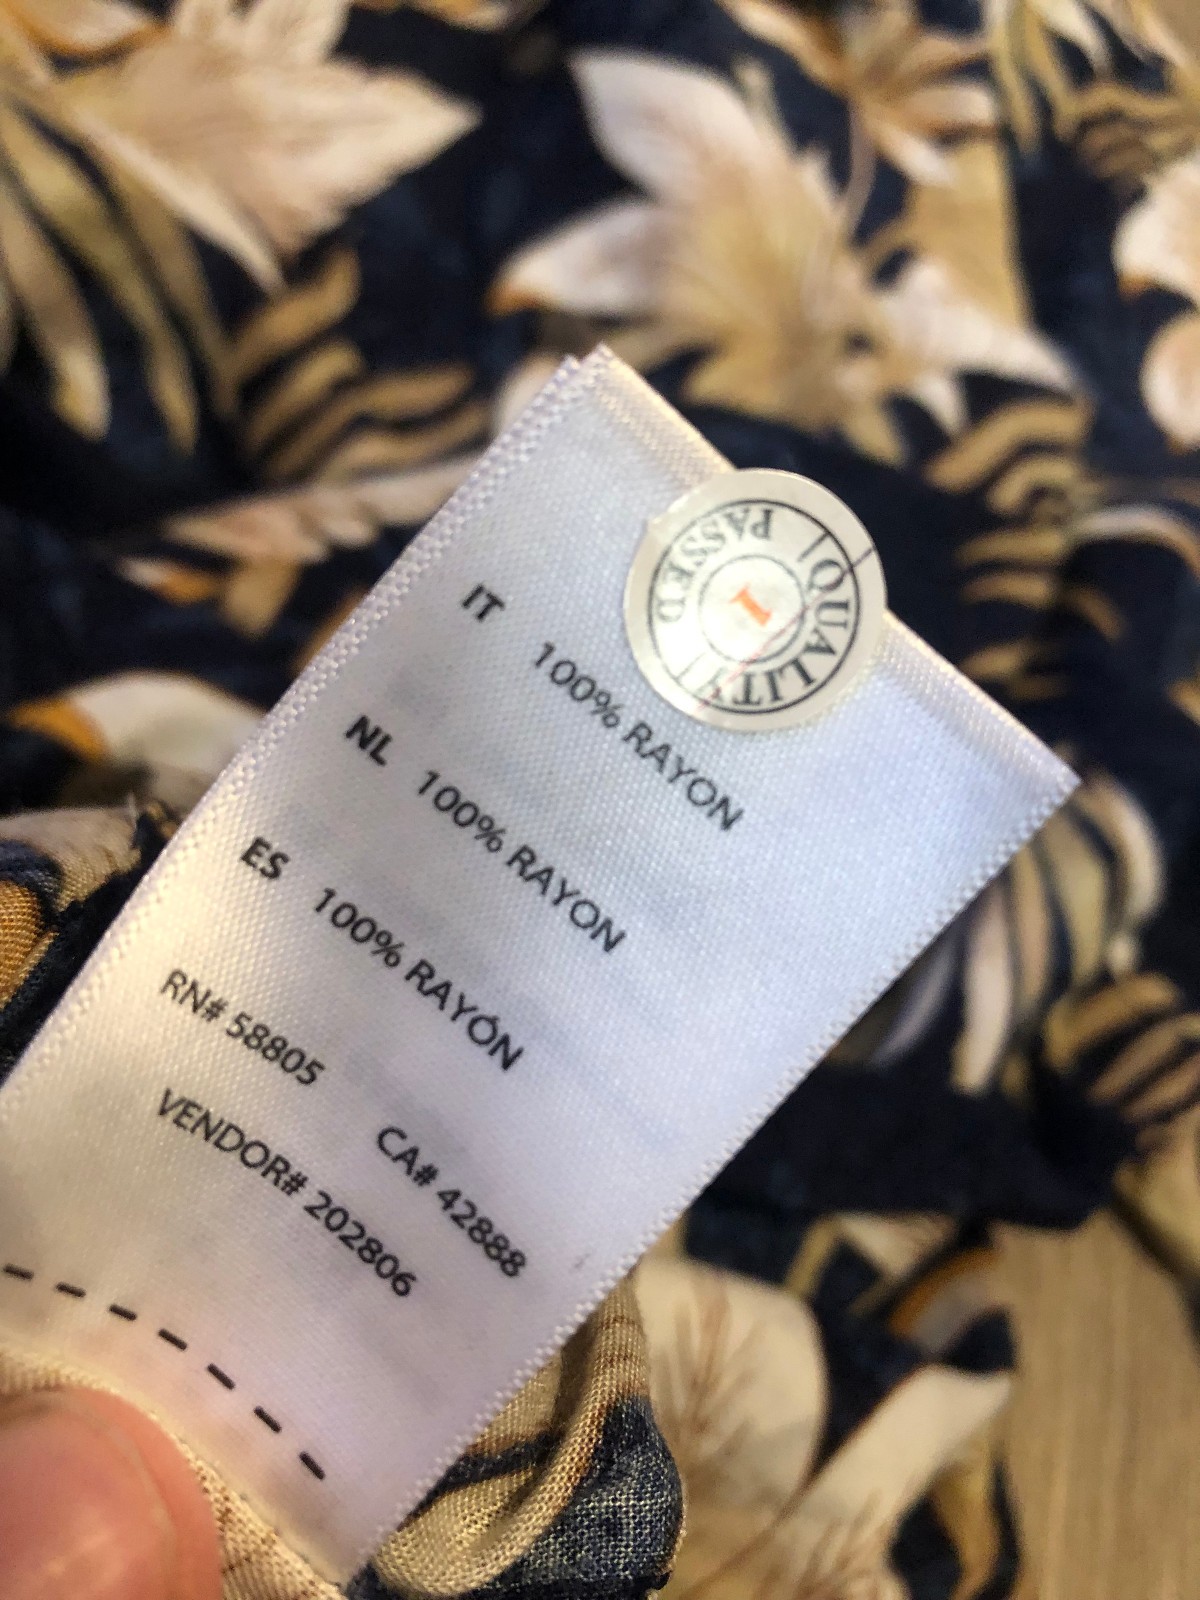 QUALITY PASSED
1
IT 100% RAYON
NL 100% RAYON
ES 100% RAYÓN
RN# 58805 CA# 42888
VENDOR# 202806